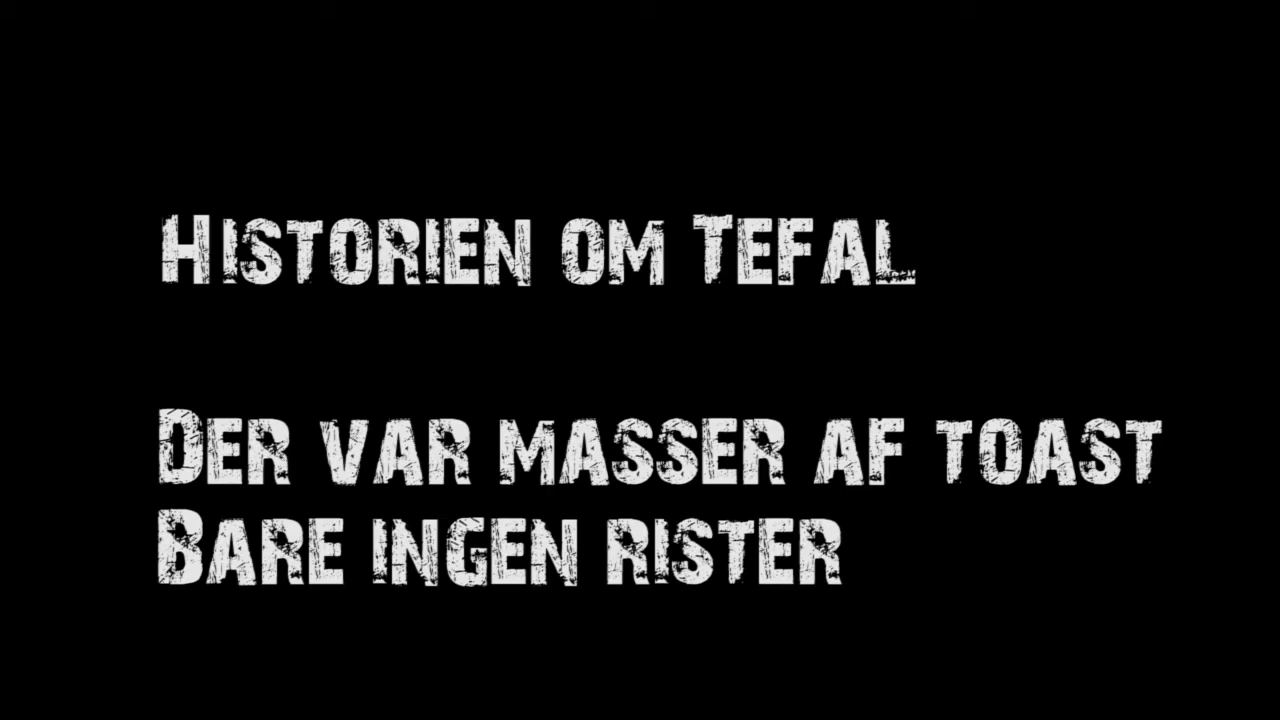 Historien om Tefal
Der var masser af toast
Bare ingen rister